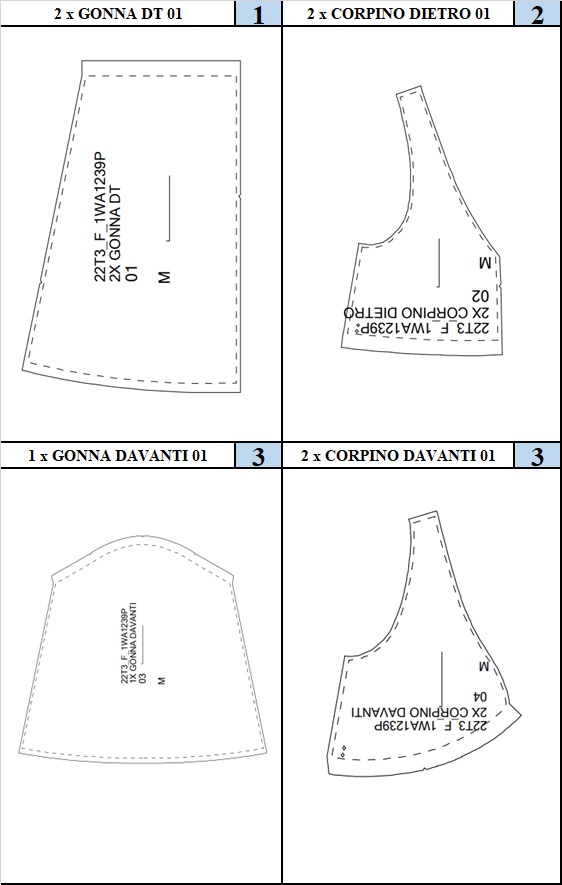 2 x GONNA DT 01
1
2 x CORPINO DIETRO 01
2
22T3_F_1WA1239P
2X GONNA DT
01
M
M
02
2X CORPINO DIETRO
22T3_F_1WA1239P
1 x GONNA DAVANTI 01
3
2 x CORPINO DAVANTI 01
3
22T3_F_1WA1239P
1X GONNA DAVANTI
03
M
M
04
2X CORPINO DAVANTI
22T3_F_1WA1239P